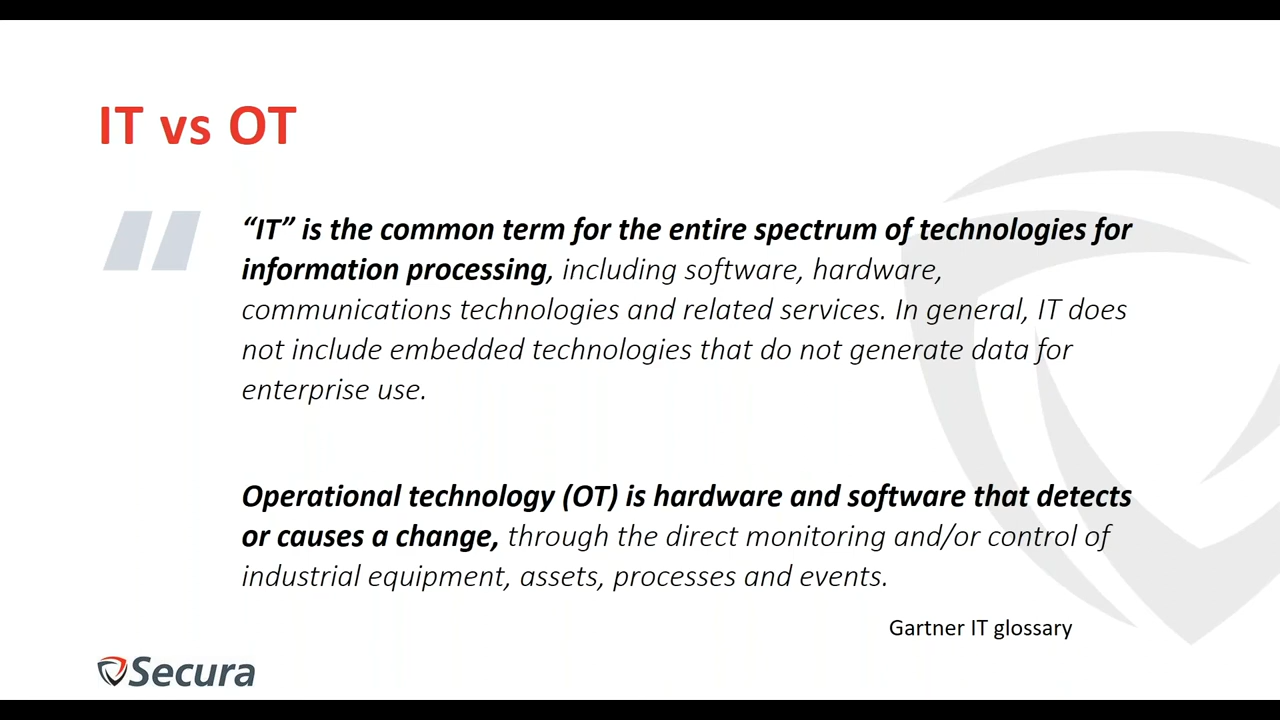 IT vs OT
“IT” is the common term for the entire spectrum of technologies for
information processing, including software, hardware,
communications technologies and related services. In general, IT does
not include embedded technologies that do not generate data for
enterprise use.
Operational technology (OT) is hardware and software that detects
or causes a change, through the direct monitoring and/or control of
industrial equipment, assets, processes and events.
Gartner IT glossary
Secura